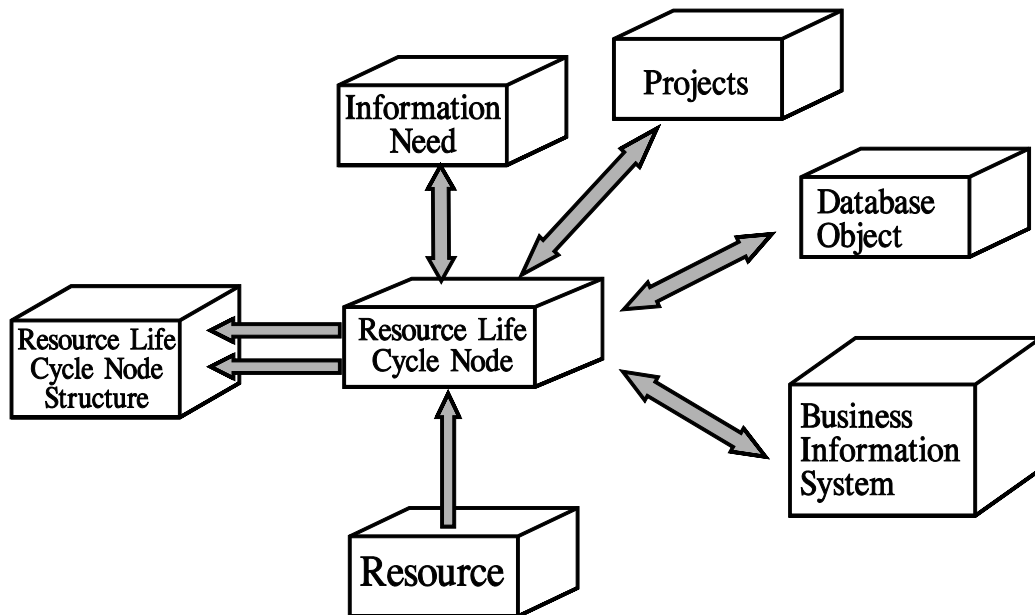 Projects
Information
Need
Database
Object
Resource Life
Cycle Node
Resource Life
Cycle Node
Structure
Business
Information
System
Resource